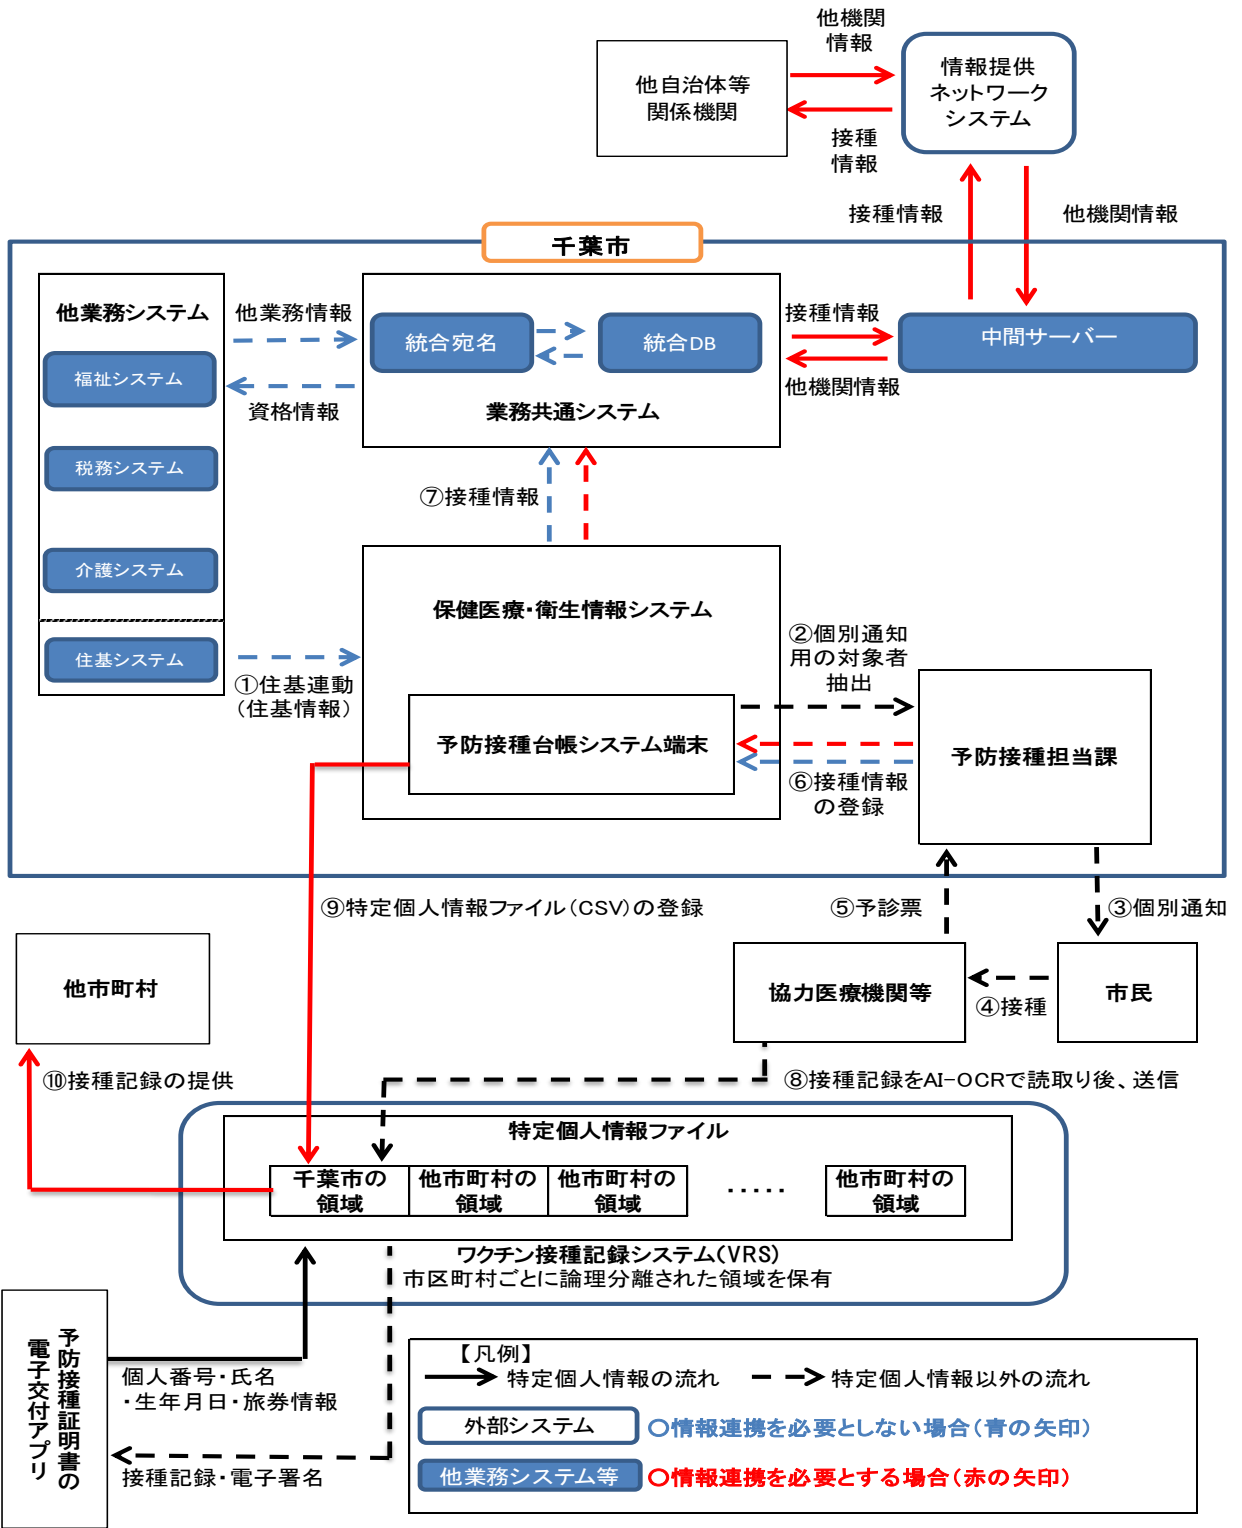 他機関
情報
他自治体等
関係機関
接種
情報
情報提供
ネットワーク
システム
接種情報
他機関情報
千葉市
他業務システム
福祉システム
税務システム
介護システム
住基システム
他業務情報
資格情報
統合宛名
統合DB
業務共通システム
接種情報
他機関情報
中間サーバー
⑦接種情報
保健医療・衛生情報システム
①住基連動
（住基情報）
予防接種台帳システム端末
②個別通知
用の対象者
抽出
⑥接種情報
の登録
予防接種担当課
⑨特定個人情報ファイル（CSV）の登録
⑤予診票
③個別通知
他市町村
協力医療機関等
④接種
市民
⑩接種記録の提供
⑧接種記録をAI-OCRで読取り後、送信
特定個人情報ファイル
千葉市の
領域
他市町村の
領域
他市町村の
領域
・・・・・
他市町村の
領域
ワクチン接種記録システム(VRS)
市区町村ごとに論理分離された領域を保有
予防接種証明書の
電子交付アプリ
個人番号・氏名
・生年月日・旅券情報
接種記録・電子署名
【凡例】
特定個人情報の流れ
特定個人情報以外の流れ
外部システム
○情報連携を必要としない場合（青の矢印）
他業務システム等
○情報連携を必要とする場合（赤の矢印）